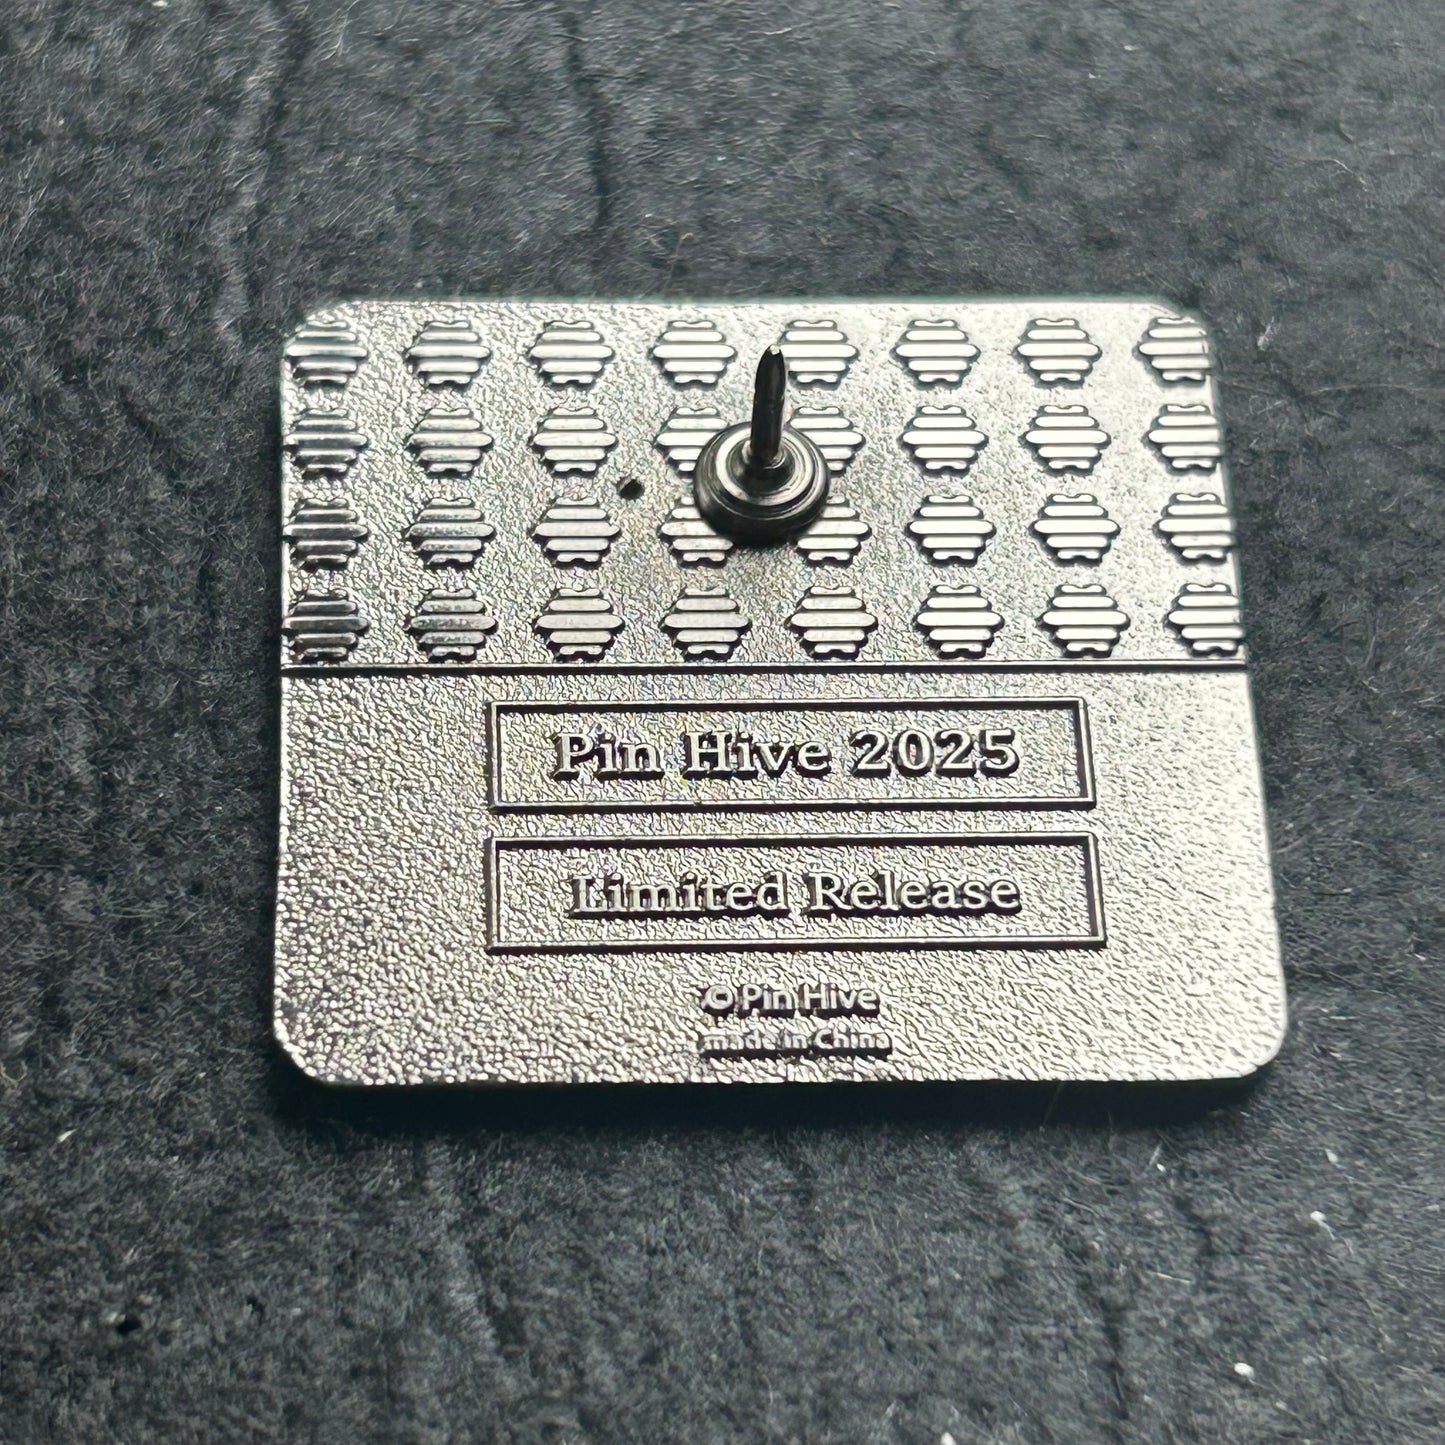 Pin Hive 2025
Limited Release
© Pin Hive
made in China